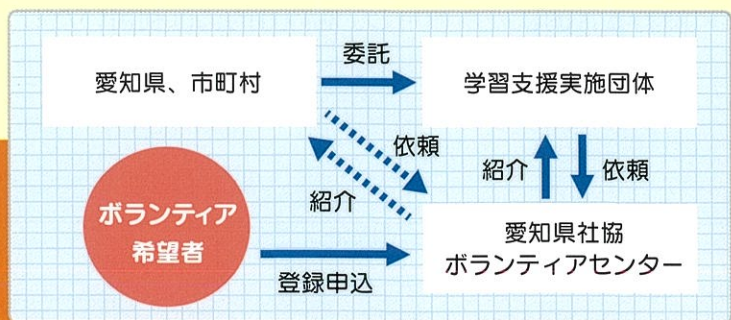 愛知県、市町村
委託
学習支援実施団体
依頼
紹介
紹介
依頼
ボランティア
希望者
登録申込
愛知県社協
ボランティアセンター